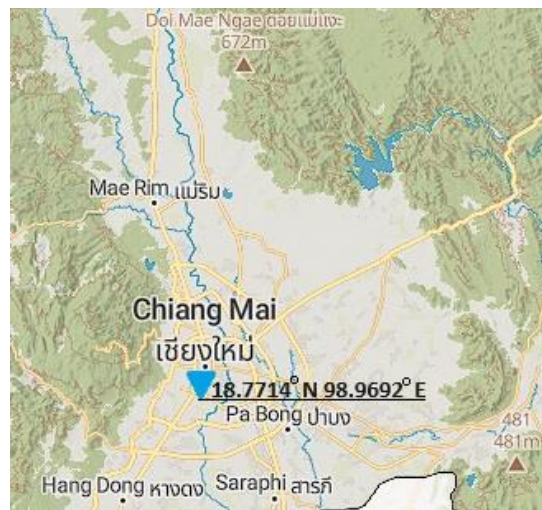 Doi Mae Ngae ดอยแม่แงะ
672m
Mae Rim แม่ริม
Chiang Mai
เชียงใหม่
18.7714° N 98.9692° E
Pa Bong ป่าบง
481
481m
Hang Dong หางดง
Saraphi สารภี